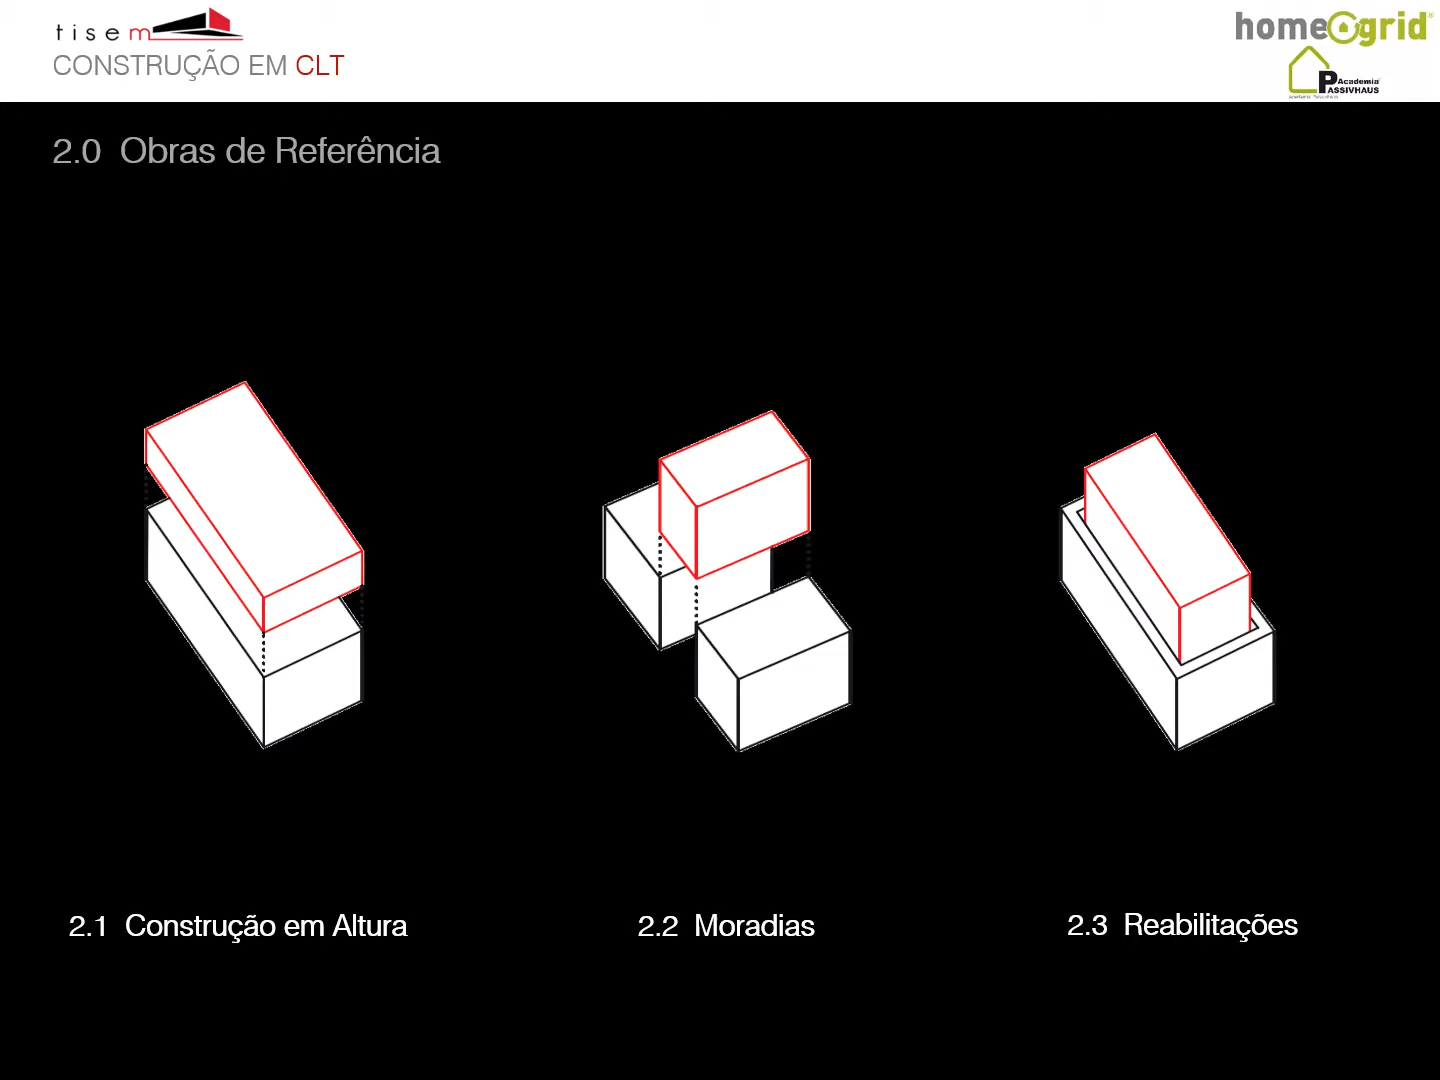 tisem
CONSTRUÇÃO EM CLT
homegrid
Academia
PASSIVHAUS
2.0 Obras de Referência
2.1 Construção em Altura
2.2 Moradias
2.3 Reabilitações